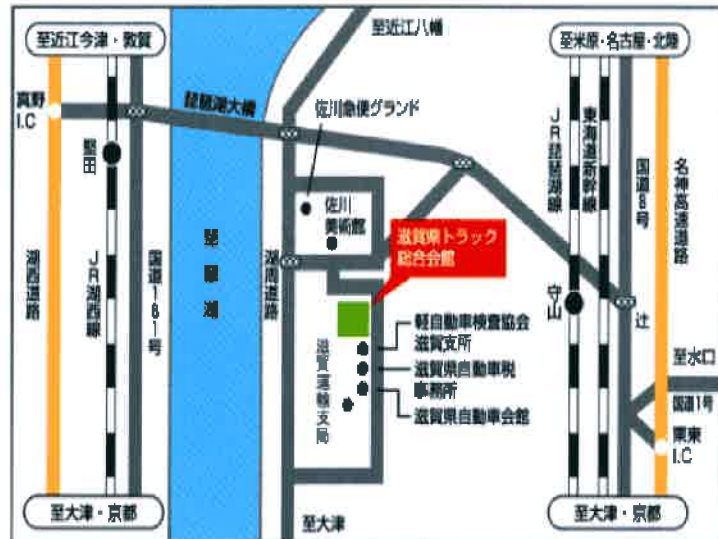 至近江今津・敦賀
真野
I.C
堅田
湖西道路
JR湖西線
国道161号
至大津・京都
琵琶湖大橋
琵琶湖
至近江八幡
佐川急便グランド
佐川
美術館
湖周道路
滋賀県トラック
総合会館
軽自動車検査協会
滋賀支所
滋賀県自動車税
事務所
滋賀県自動車会館
滋賀運輸支局
至大津
至米原・名古屋・北陸
JR琵琶湖線
東海道新幹線
国道8号
名神高速道路
守山
辻
至水口
国道1号
栗東
I.C
至大津・京都